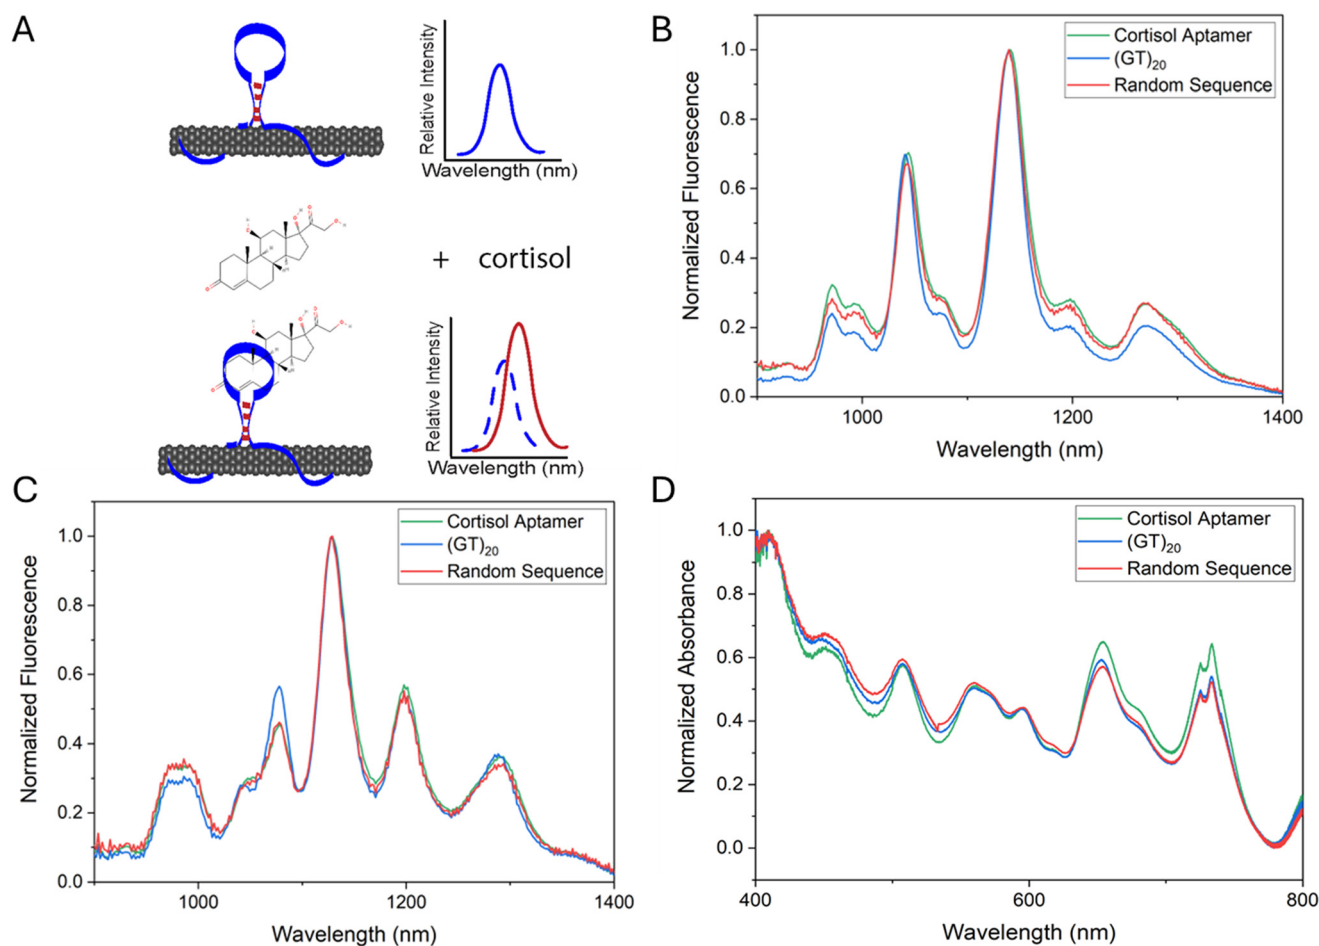 A
Relative Intensity
Wavelength (nm)
+ cortisol
Relative Intensity
Wavelength (nm)
B
Normalized Fluorescence
Cortisol Aptamer
(GT)20
Random Sequence
1.0
0.8
0.6
0.4
0.2
0.0
1000
1200
1400
Wavelength (nm)
C
Normalized Fluorescence
Cortisol Aptamer
(GT)20
Random Sequence
1.0
0.8
0.6
0.4
0.2
0.0
1000
1200
1400
Wavelength (nm)
D
Normalized Absorbance
Cortisol Aptamer
(GT)20
Random Sequence
1.0
0.8
0.6
0.4
0.2
0.0
400
600
800
Wavelength (nm)